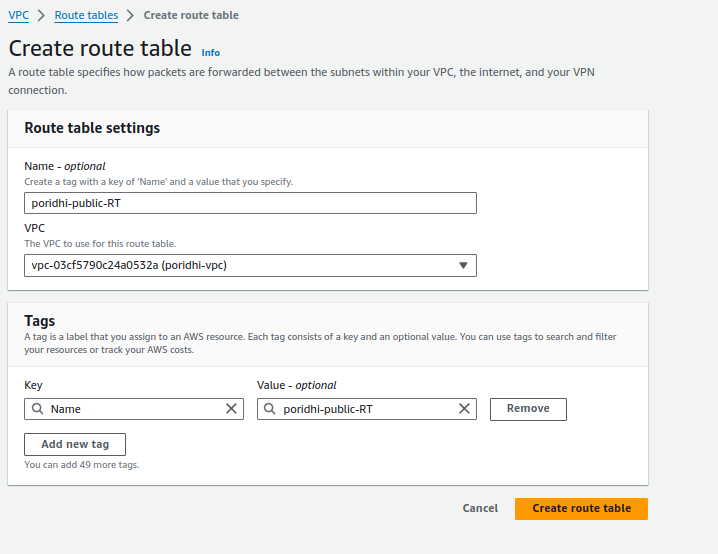 VPC > Route tables > Create route table
Create route table Info
A route table specifies how packets are forwarded between the subnets within your VPC, the internet, and your VPN
connection.
Route table settings
Name - optional
Create a tag with a key of 'Name' and a value that you specify.
poridhi-public-RT
VPC
The VPC to use for this route table.
vpc-03cf5790c24a0532a (poridhi-vpc)
Tags
A tag is a label that you assign to an AWS resource. Each tag consists of a key and an optional value. You can use tags to search and filter
your resources or track your AWS costs.
Key Value - optional
Name poridhi-public-RT Remove
Add new tag
You can add 49 more tags.
Cancel Create route table